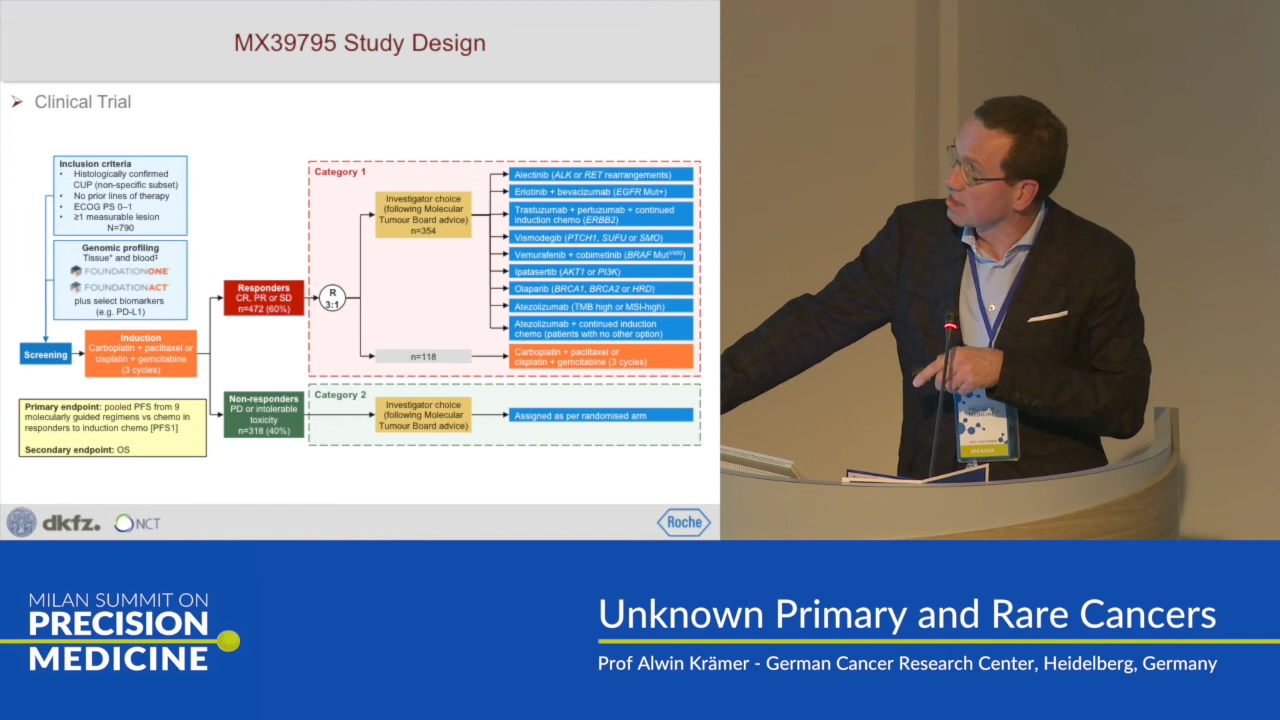 MX39795 Study Design
Clinical Trial
Inclusion criteria
• Histologically confirmed
CUP (non-specific subset)
• No prior lines of therapy
• ECOG PS 0–1
• ≥1 measurable lesion
N=790
Genomic profiling
Tissue* and blood‡
FOUNDATIONONE
FOUNDATIONACT
plus select biomarkers
(e.g. PD-L1)
Screening
Induction
Carboplatin + paclitaxel or
cisplatin + gemcitabine
(3 cycles)
Primary endpoint: pooled PFS from 9
molecularly guided regimens vs chemo in
responders to induction chemo [PFS1]
Secondary endpoint: OS
Responders
CR, PR or SD
n=472 (60%)
Non-responders
PD or intolerable
toxicity
n=318 (40%)
R
3:1
Category 1
Investigator choice
(following Molecular
Tumour Board advice)
n=354
n=118
Alectinib (ALK or RET rearrangements)
Erlotinib + bevacizumab (EGFR Mut+)
Trastuzumab + pertuzumab + continued
induction chemo (ERBB2)
Vismodegib (PTCH1, SUFU or SMO)
Vemurafenib + cobimetinib (BRAF MutV600)
Ipatasertib (AKT1 or PI3K)
Olaparib (BRCA1, BRCA2 or HRD)
Atezolizumab (TMB high or MSI-high)
Atezolizumab + continued induction
chemo (patients with no other option)
Carboplatin + paclitaxel or
cisplatin + gemcitabine (3 cycles)
Category 2
Investigator choice
(following Molecular
Tumour Board advice)
Assigned as per randomised arm
dkfz.
NCT
Roche
SPEAKER
MILAN SUMMIT ON
PRECISION
MEDICINE
Unknown Primary and Rare Cancers
Prof Alwin Krämer - German Cancer Research Center, Heidelberg, Germany